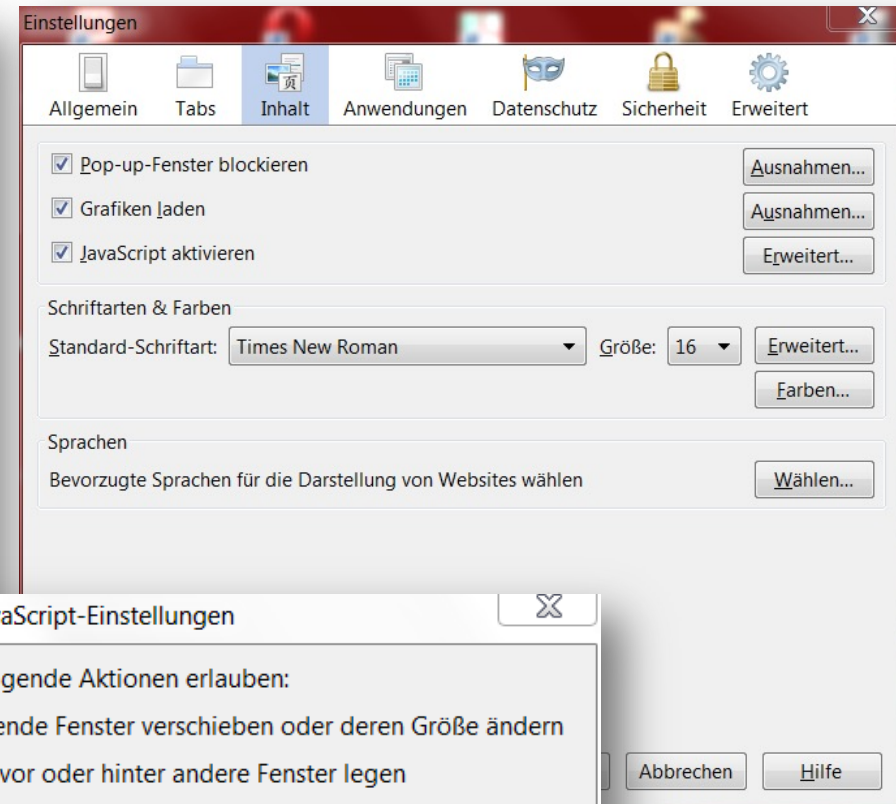 Einstellungen
Allgemein Tabs Inhalt Anwendungen Datenschutz Sicherheit Erweitert
Pop-up-Fenster blockieren Ausnahmen...
Grafiken laden Ausnahmen...
JavaScript aktivieren Erweitert...
Schriftarten & Farben
Standard-Schriftart: Times New Roman Größe: 16 Erweitert...
Farben...
Sprachen
Bevorzugte Sprachen für die Darstellung von Websites wählen Wählen...
aScript-Einstellungen
gende Aktionen erlauben:
ende Fenster verschieben oder deren Größe ändern
vor oder hinter andere Fenster legen
Abbrechen Hilfe